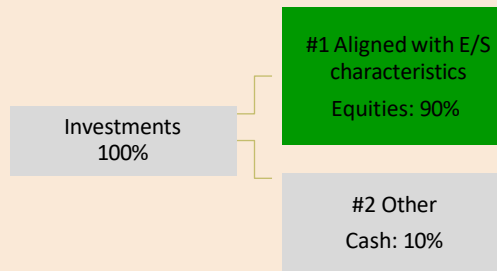 #1 Aligned with E/S
characteristics
Equities: 90%
Investments
100%
#2 Other
Cash: 10%